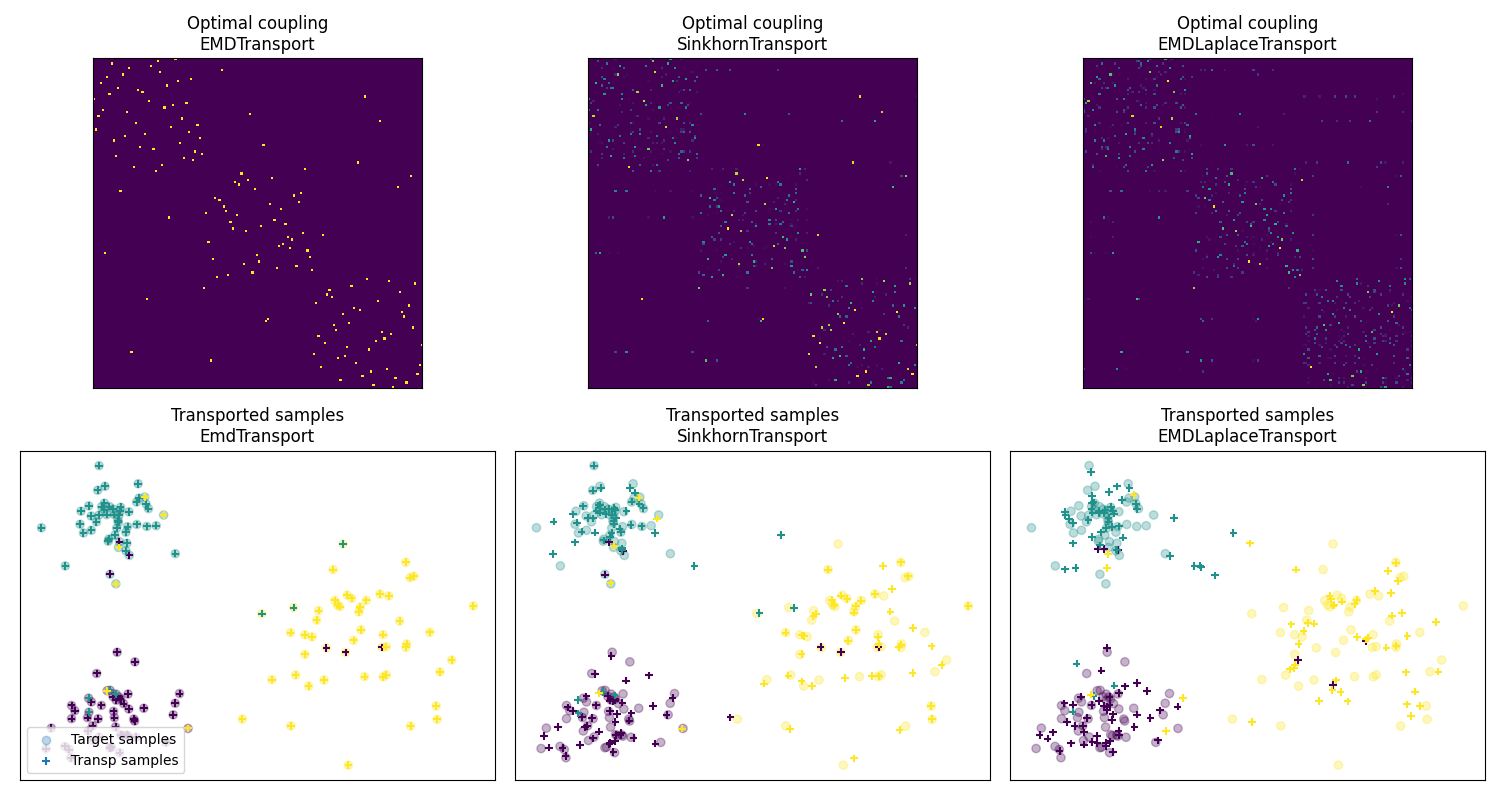 Optimal coupling
EMDTransport
Optimal coupling
SinkhornTransport
Optimal coupling
EMDLaplaceTransport
Transported samples
EmdTransport
Transported samples
SinkhornTransport
Transported samples
EMDLaplaceTransport
Target samples
Transp samples